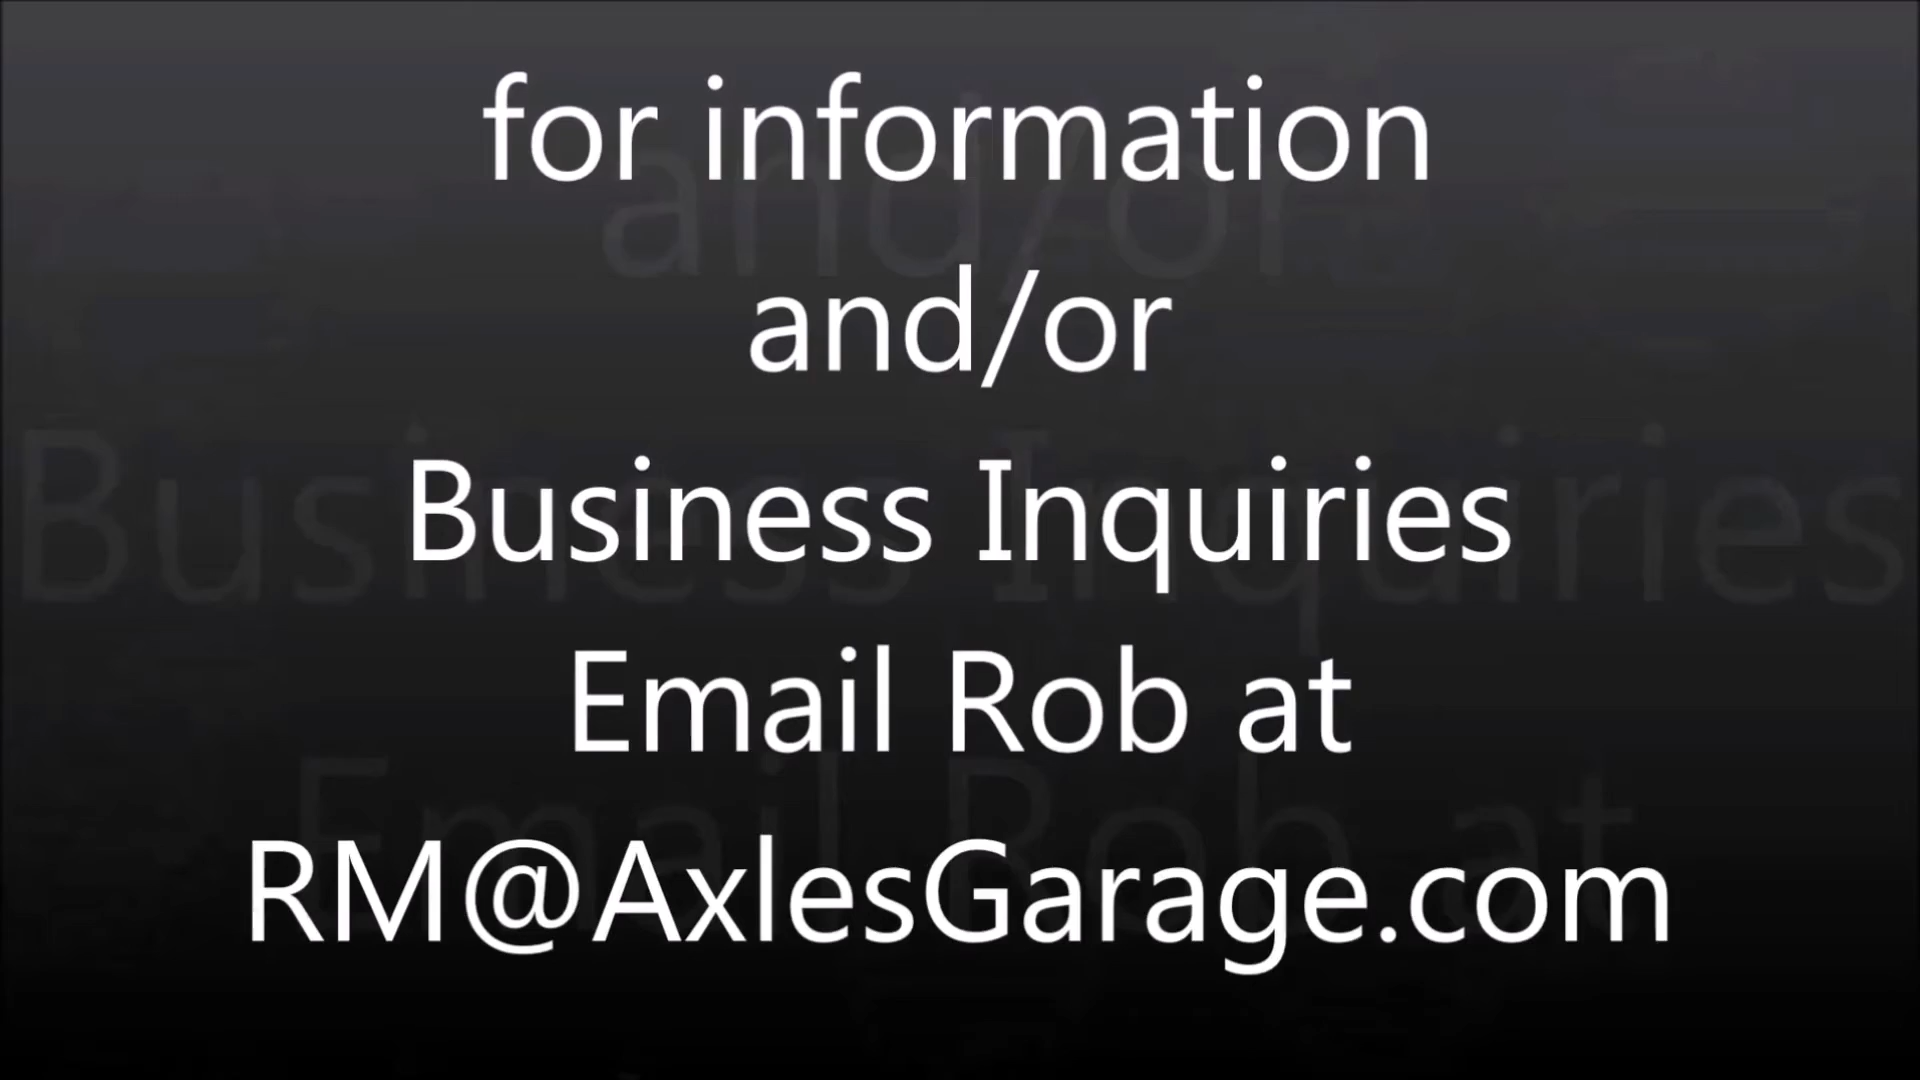 for information
and/or
Business Inquiries
Email Rob at
RM@AxlesGarage.com